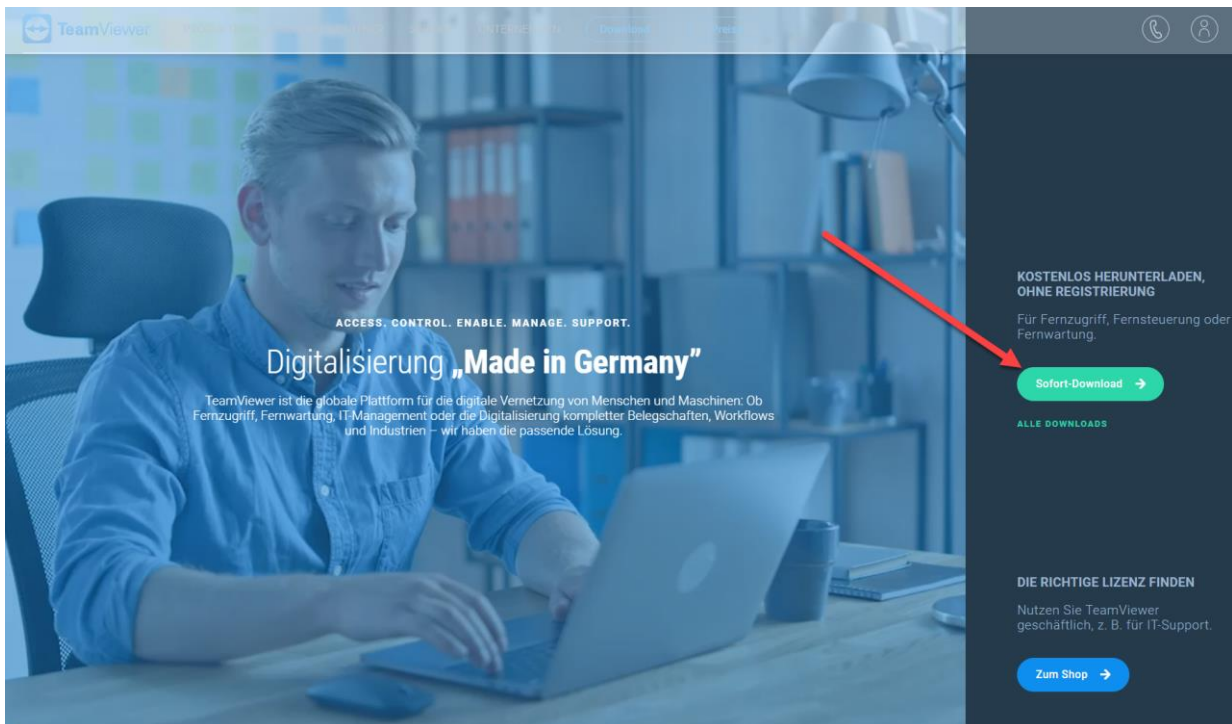 TeamViewer
UNTERNEHMEN
Download
Preise
ACCESS. CONTROL. ENABLE. MANAGE. SUPPORT.
Digitalisierung „Made in Germany”
TeamViewer ist die globale Plattform für die digitale Vernetzung von Menschen und Maschinen: Ob
Fernzugriff, Fernwartung, IT-Management oder die Digitalisierung kompletter Belegschaften, Workflows
und Industrien – wir haben die passende Lösung.
KOSTENLOS HERUNTERLADEN,
OHNE REGISTRIERUNG
Für Fernzugriff, Fernsteuerung oder
Fernwartung.
Sofort-Download →
ALLE DOWNLOADS
DIE RICHTIGE LIZENZ FINDEN
Nutzen Sie TeamViewer
geschäftlich, z. B. für IT-Support.
Zum Shop →